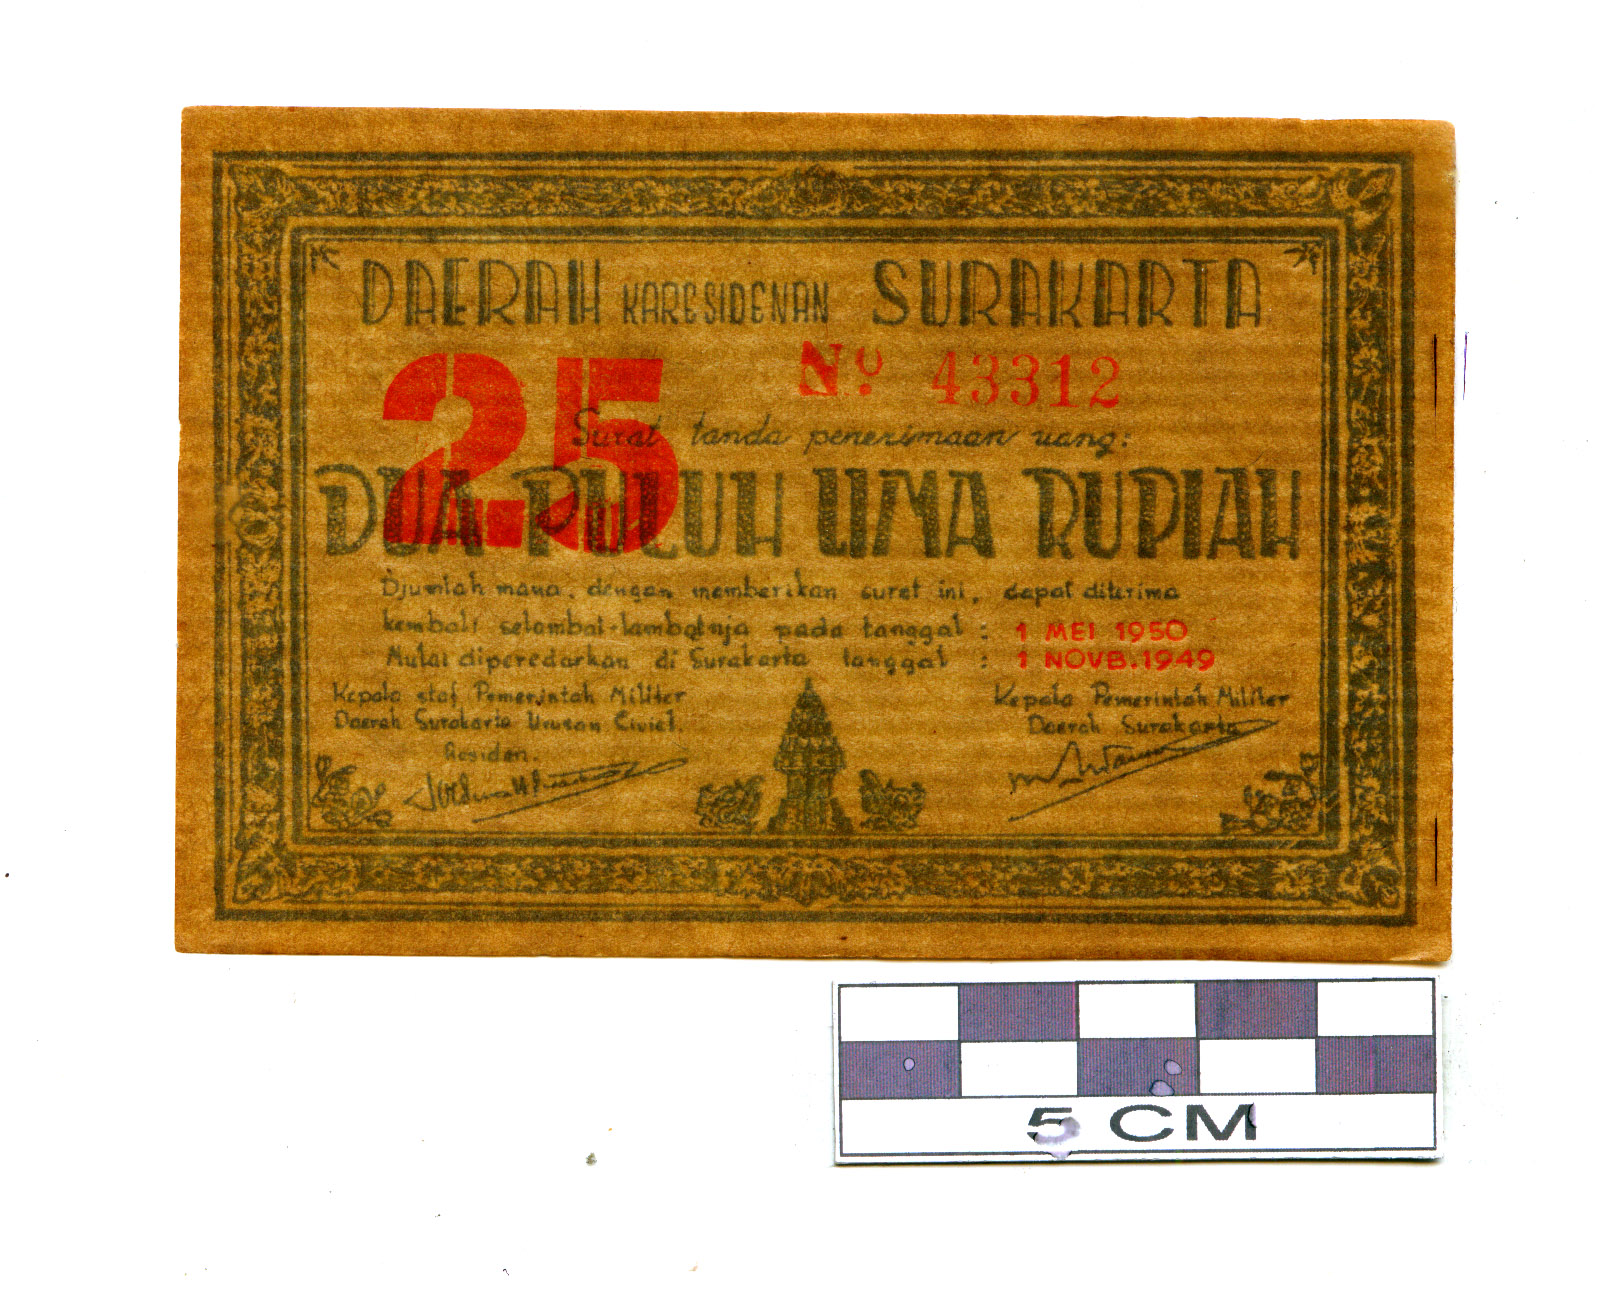 DAERAH KARESIDENAN SURAKARTA
25 No. 43312
Surat tanda penerimaan uang:
DUA PULUH LIMA RUPIAH
Djumlah mana, dengan memberikan surat ini, dapat diterima
kembali selambat-lambatnja pada tanggal : 1 MEI 1950
Mulai diperedarkan di Surakarta tanggal : 1 NOVB.1949
Kepala staf Pemerintah Militer
Daerah Surakarta Urusan Civiel.
Residen.
Kepala Pemerintah Militer
Daerah Surakarta
5 CM